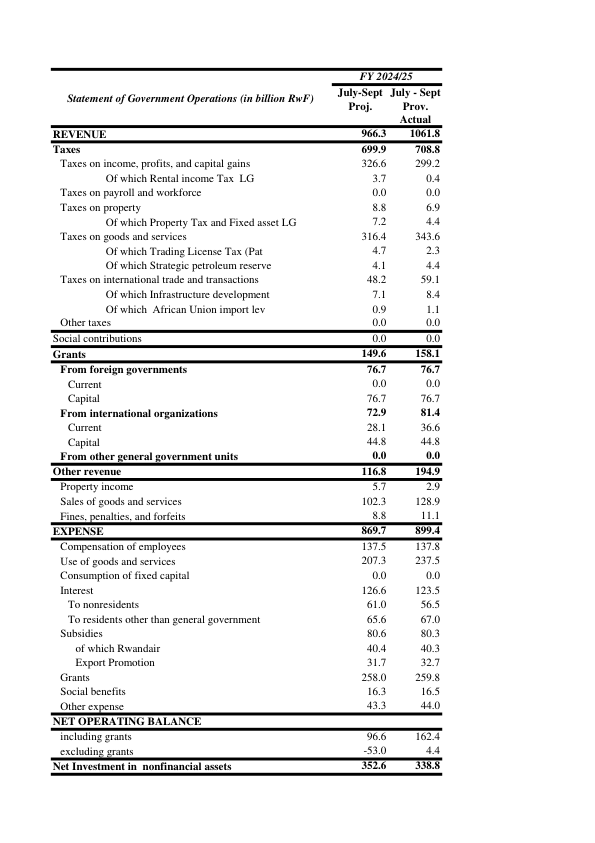 FY 2024/25
Statement of Government Operations (in billion RwF) July-Sept Proj. July - Sept Prov. Actual
REVENUE 966.3 1061.8
Taxes 699.9 708.8
Taxes on income, profits, and capital gains 326.6 299.2
Of which Rental income Tax LG 3.7 0.4
Taxes on payroll and workforce 0.0 0.0
Taxes on property 8.8 6.9
Of which Property Tax and Fixed asset LG 7.2 4.4
Taxes on goods and services 316.4 343.6
Of which Trading License Tax (Pat 4.7 2.3
Of which Strategic petroleum reserve 4.1 4.4
Taxes on international trade and transactions 48.2 59.1
Of which Infrastructure development 7.1 8.4
Of which African Union import lev 0.9 1.1
Other taxes 0.0 0.0
Social contributions 0.0 0.0
Grants 149.6 158.1
From foreign governments 76.7 76.7
Current 0.0 0.0
Capital 76.7 76.7
From international organizations 72.9 81.4
Current 28.1 36.6
Capital 44.8 44.8
From other general government units 0.0 0.0
Other revenue 116.8 194.9
Property income 5.7 2.9
Sales of goods and services 102.3 128.9
Fines, penalties, and forfeits 8.8 11.1
EXPENSE 869.7 899.4
Compensation of employees 137.5 137.8
Use of goods and services 207.3 237.5
Consumption of fixed capital 0.0 0.0
Interest 126.6 123.5
To nonresidents 61.0 56.5
To residents other than general government 65.6 67.0
Subsidies 80.6 80.3
of which Rwandair 40.4 40.3
Export Promotion 31.7 32.7
Grants 258.0 259.8
Social benefits 16.3 16.5
Other expense 43.3 44.0
NET OPERATING BALANCE
including grants 96.6 162.4
excluding grants -53.0 4.4
Net Investment in nonfinancial assets 352.6 338.8